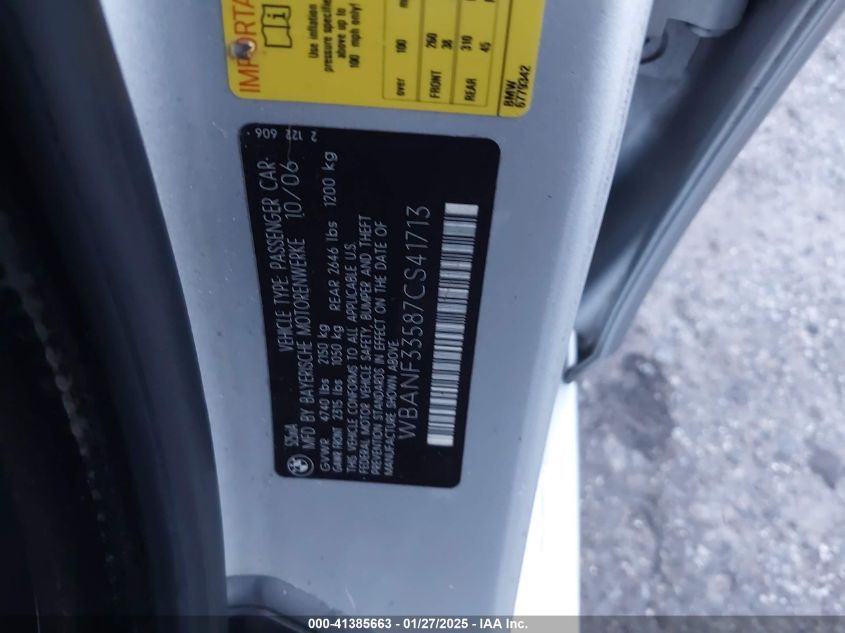 IMPORTA
Use inflation
pressure specified
above up to
100 mph only!
over 100
FRONT 260 38
REAR 310 45
BMW
6779342
2 122 606
VEHICLE TYPE: PASSENGER CAR
MFD BY BAYERISCHE MOTORENWERKE 10/06
GVWR 4740 lbs 2150 kg
GAWR FRONT 2315 lbs 1050 kg REAR 2646 lbs 1200 kg
THIS VEHICLE CONFORMS TO ALL APPLICABLE U.S.
FEDERAL MOTOR VEHICLE SAFETY, BUMPER, AND THEFT
PREVENTION STANDARDS IN EFFECT ON THE DATE OF
MANUFACTURE SHOWN ABOVE.
WBANF33587CS41713
000-41385663 | 01/27/2025 - IAA Inc.